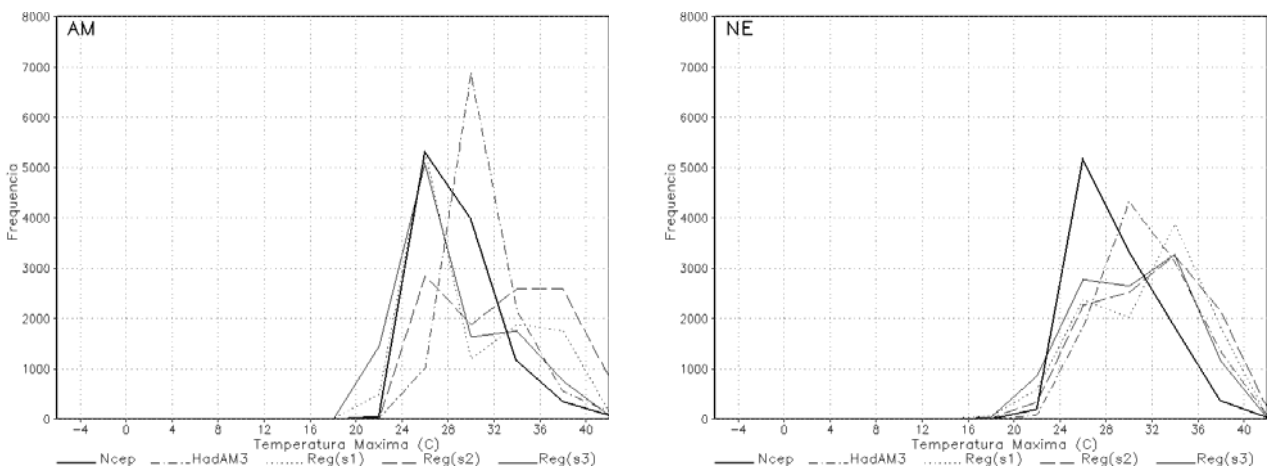 AM
8000
7000
6000
5000
4000
3000
2000
1000
0
Frequencia
−4 0 4 8 12 16 20 24 28 32 36 40
Temperatura Maxima (C)
Ncep HadAM3 Reg(s1) Reg(s2) Reg(s3)
NE
8000
7000
6000
5000
4000
3000
2000
1000
0
Frequencia
−4 0 4 8 12 16 20 24 28 32 36 40
Temperatura Maxima (C)
Ncep HadAM3 Reg(s1) Reg(s2) Reg(s3)